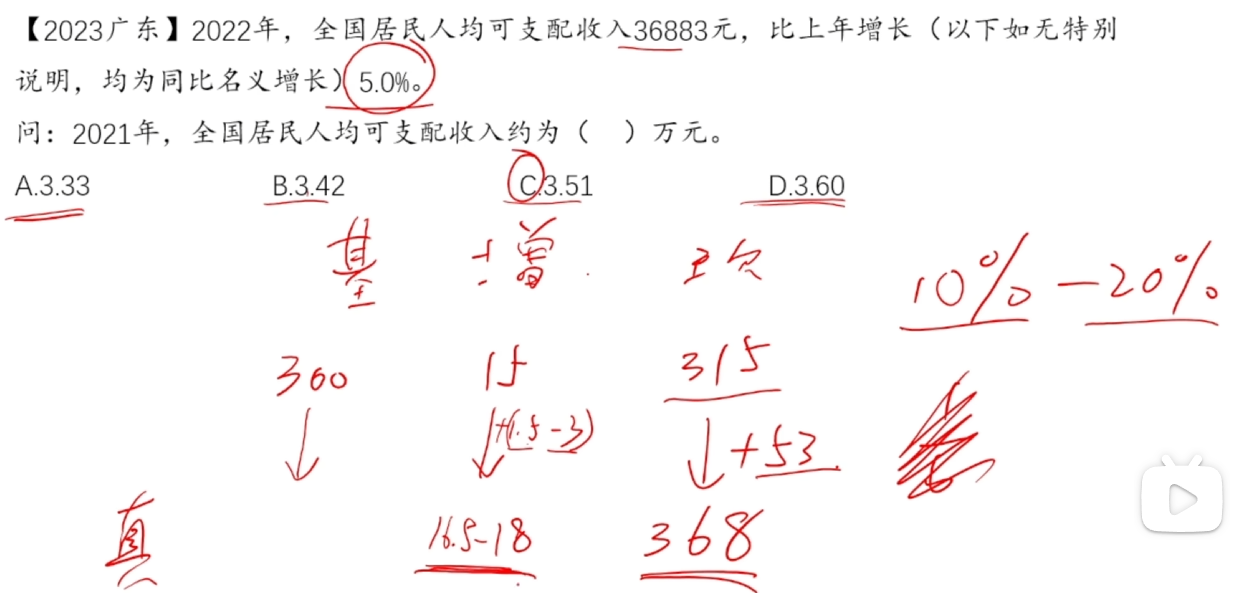 【2023广东】2022年，全国居民人均可支配收入36883元，比上年增长（以下如无特别
说明，均为同比名义增长）5.0%。
问：2021年，全国居民人均可支配收入约为（ ）万元。
A.3.33 B.3.42 C.3.51 D.3.60
基 增 现
10% -20%
300 15 315
+(1.5-3) +53
真 16.5-18 368